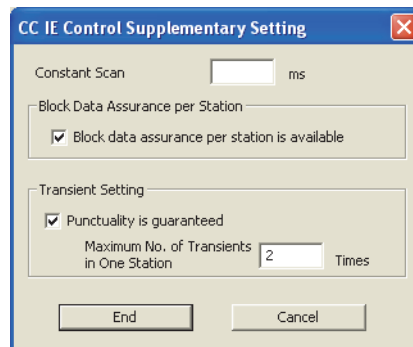 CC IE Control Supplementary Setting
Constant Scan ms
Block Data Assurance per Station
Block data assurance per station is available
Transient Setting
Punctuality is guaranteed
Maximum No. of Transients
in One Station 2 Times
End Cancel